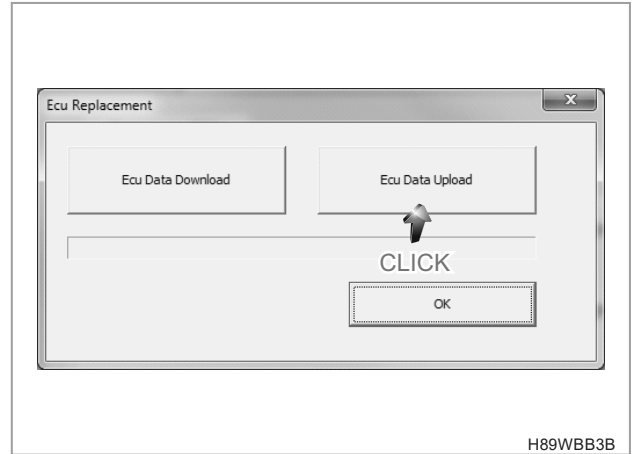 Ecu Replacement
x
Ecu Data Download
Ecu Data Upload
CLICK
OK
H89WBB3B